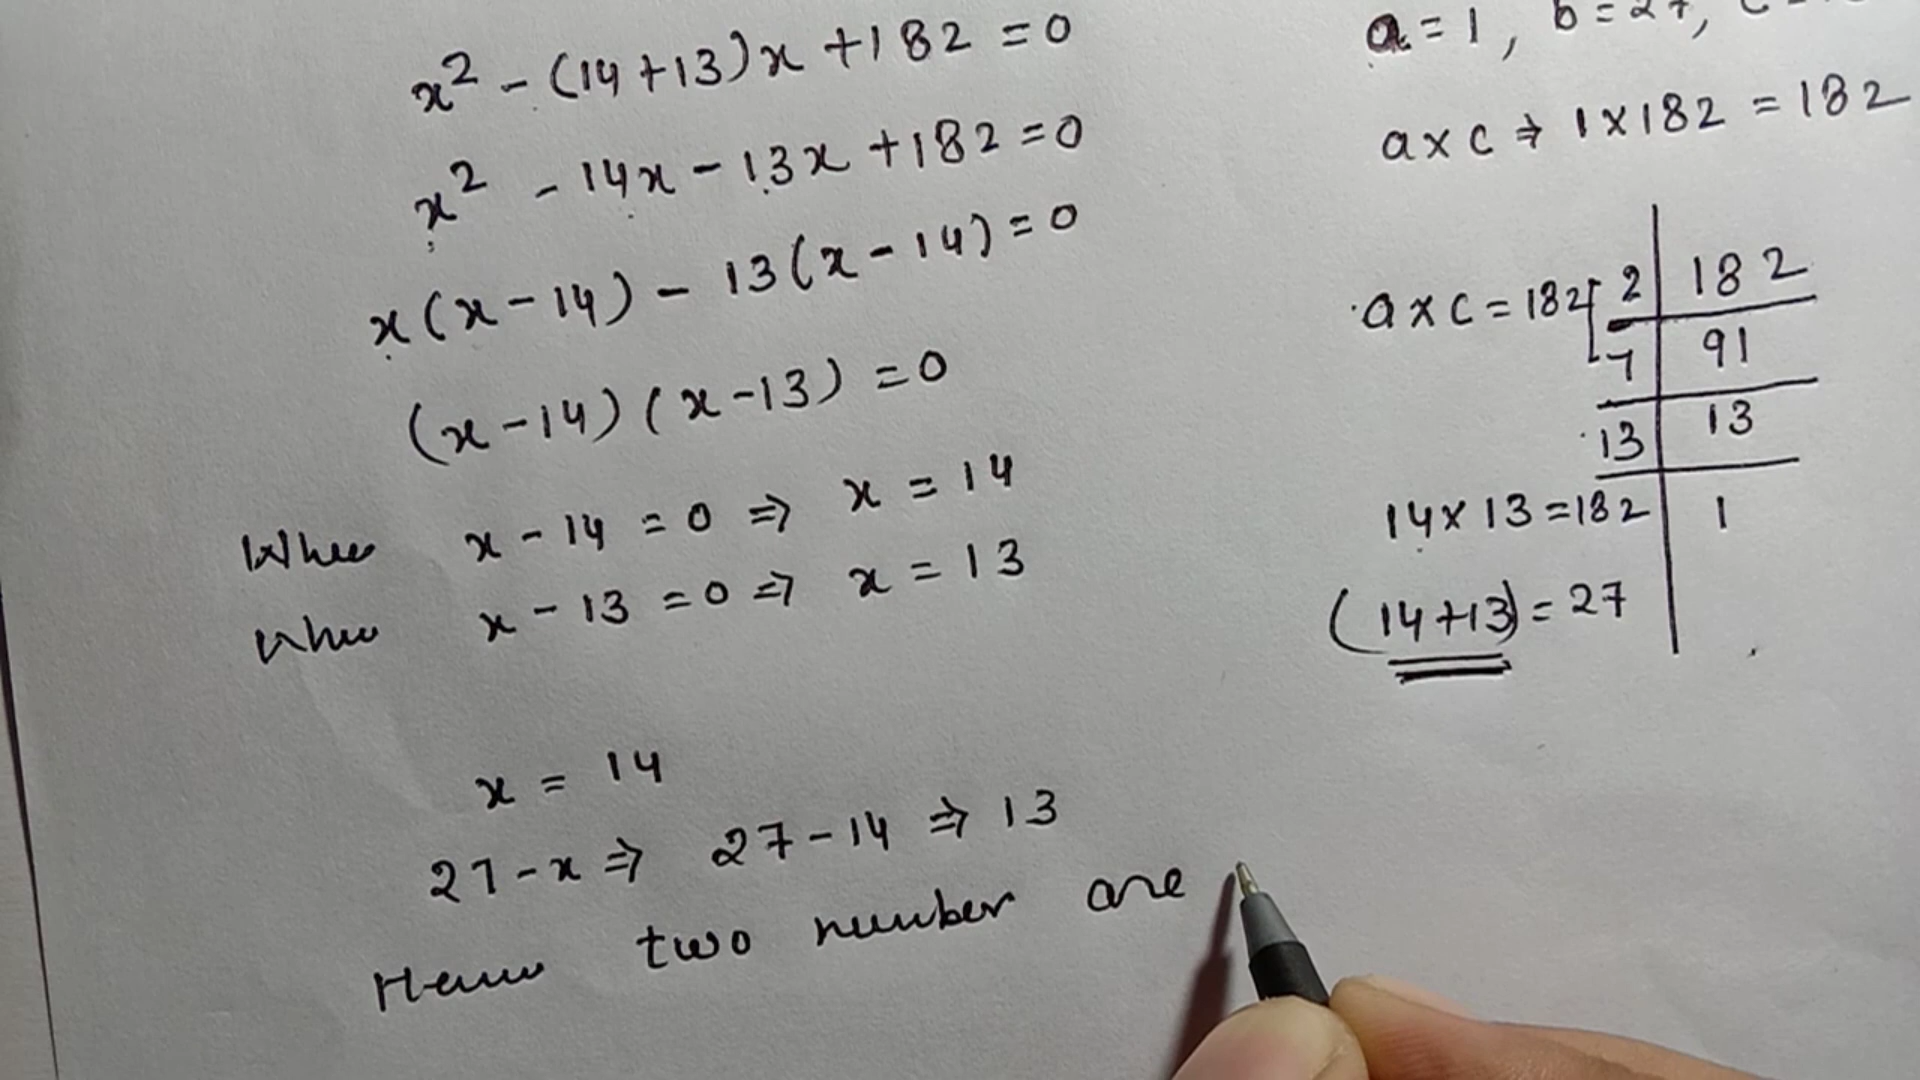 x² - (14+13)x +182 = 0
x² - 14x - 13x +182 = 0
x(x-14) - 13(x-14) = 0
(x-14)(x-13) = 0
When x - 14 = 0 ⇒ x = 14
When x - 13 = 0 ⇒ x = 13
x = 14
27-x ⇒ 27-14 ⇒ 13
two number are
a = 1, b = 27,
a x c ⇒ 1 x 182 = 182
a x c = 182
2 | 182
7 | 91
13 | 13
1
14 x 13 = 182
(14+13) = 27